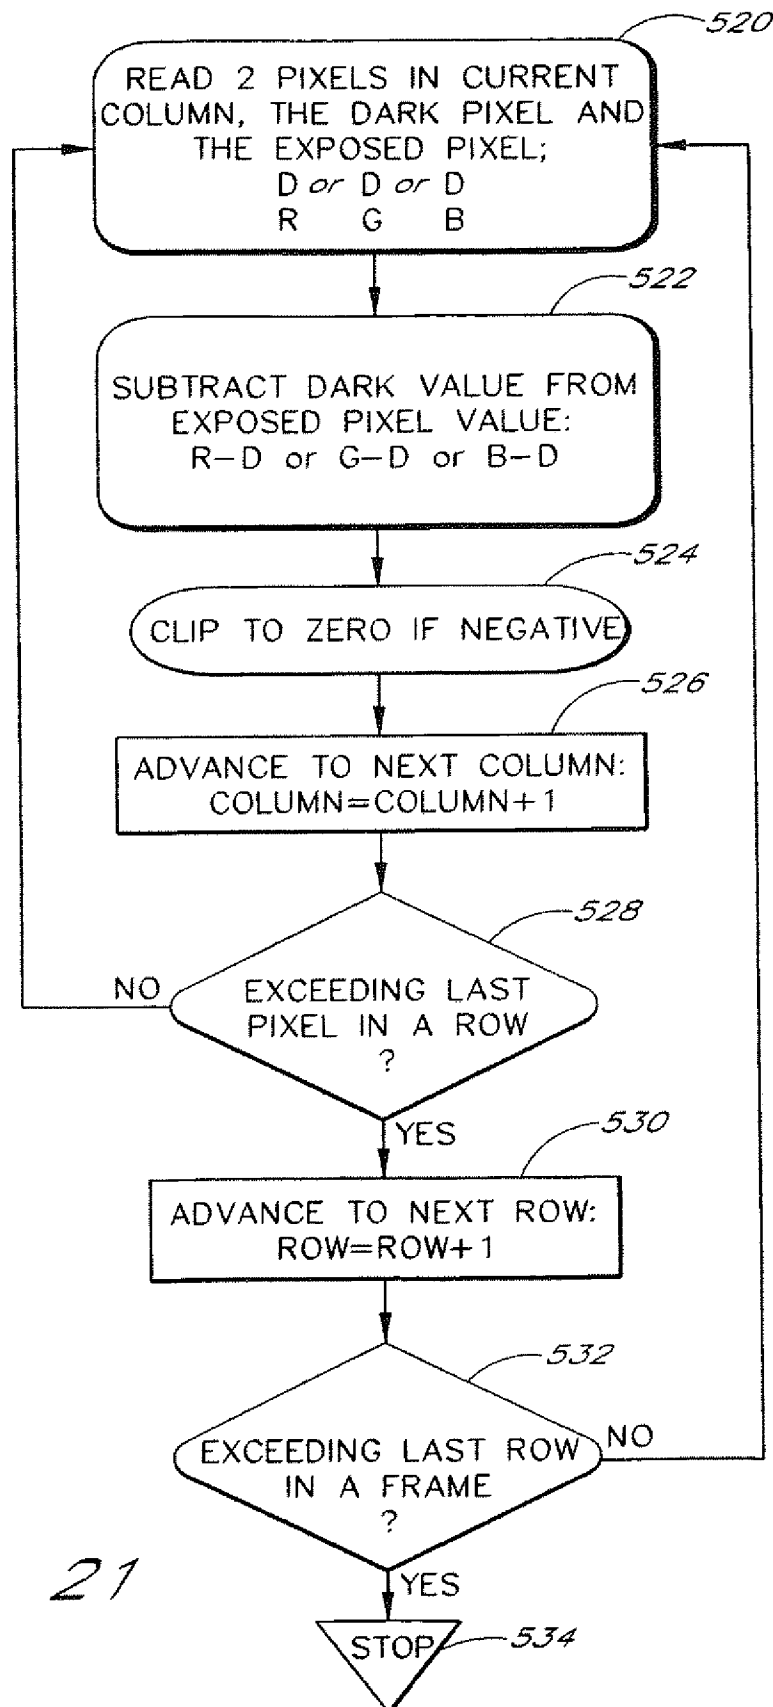 520
READ 2 PIXELS IN CURRENT
COLUMN, THE DARK PIXEL AND
THE EXPOSED PIXEL;
D or D or D
R G B
522
SUBTRACT DARK VALUE FROM
EXPOSED PIXEL VALUE:
R-D or G-D or B-D
524
CLIP TO ZERO IF NEGATIVE
526
ADVANCE TO NEXT COLUMN:
COLUMN=COLUMN+1
528
NO
EXCEEDING LAST
PIXEL IN A ROW
?
YES
530
ADVANCE TO NEXT ROW:
ROW=ROW+1
532
EXCEEDING LAST ROW
IN A FRAME
?
NO
21
YES
STOP
534